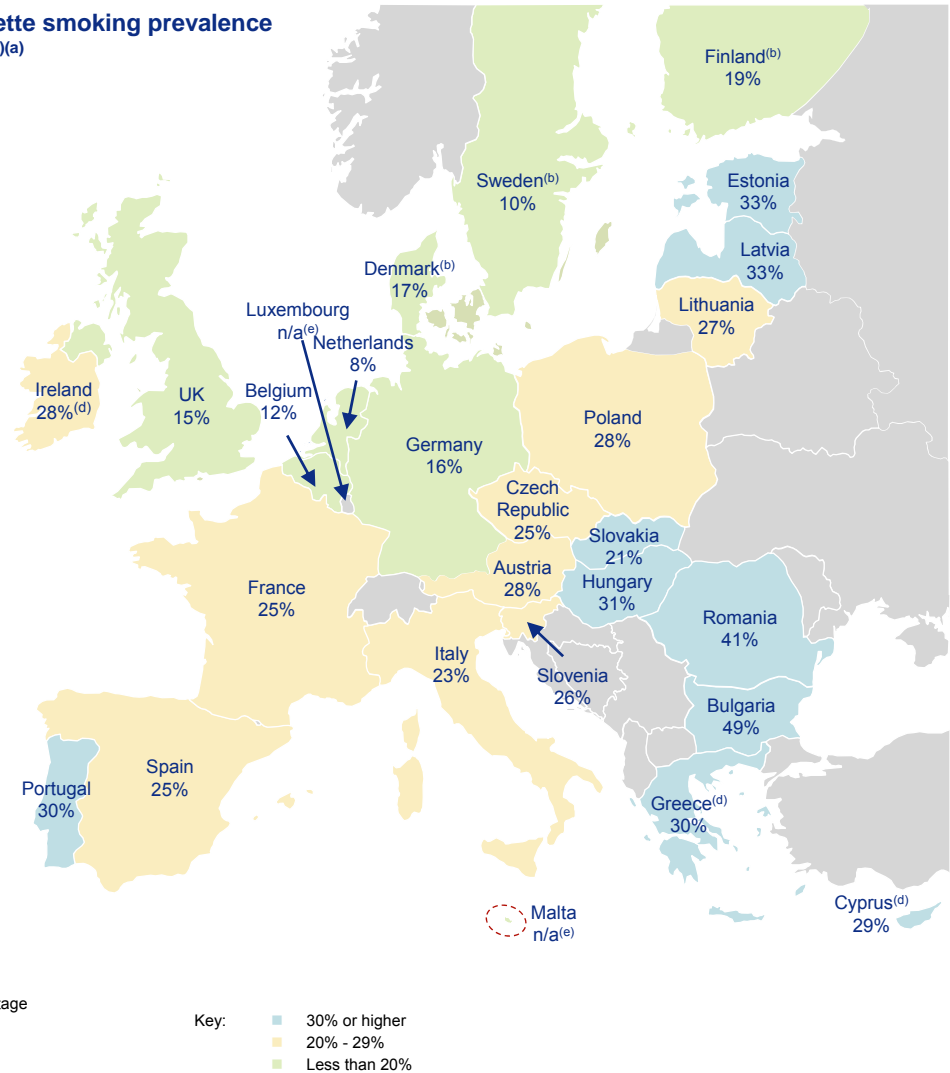 ette smoking prevalence
)(a)
Finland(b)
19%
Sweden(b)
10%
Estonia
33%
Latvia
33%
Denmark(b)
17%
Lithuania
27%
Luxembourg
n/a(e)
Netherlands
8%
Ireland
28%(d)
UK
15%
Belgium
12%
Germany
16%
Poland
28%
Czech
Republic
25%
Slovakia
21%
Austria
28%
Hungary
31%
France
25%
Romania
41%
Italy
23%
Slovenia
26%
Bulgaria
49%
Spain
25%
Portugal
30%
Greece(d)
30%
Cyprus(d)
29%
Malta
n/a(e)
tage
Key:
30% or higher
20% - 29%
Less than 20%